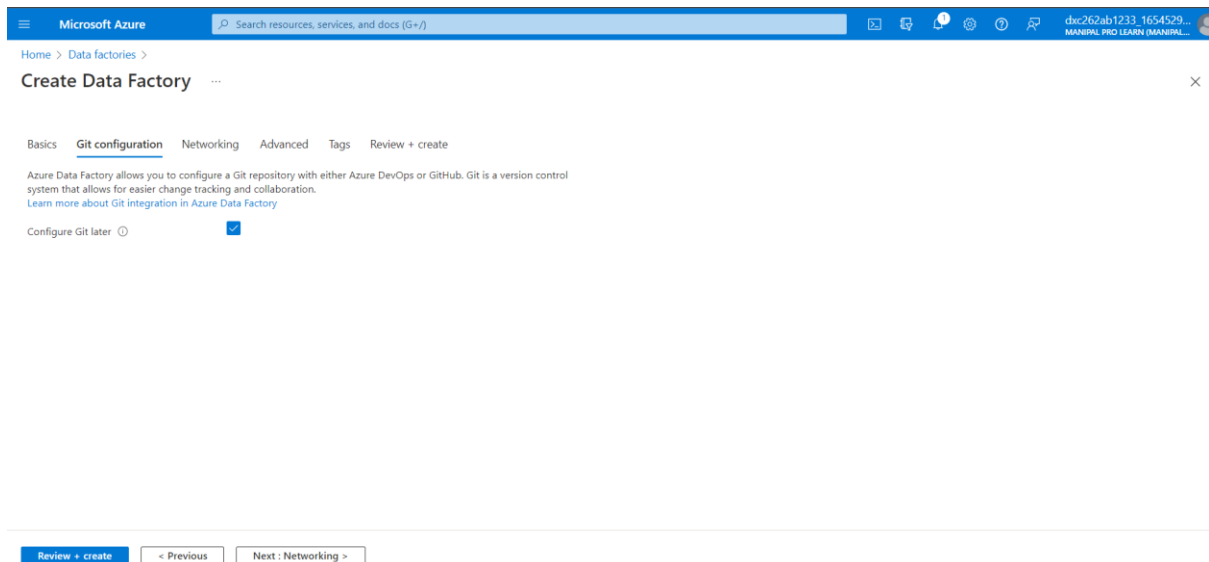 Microsoft Azure
Search resources, services, and docs (G+/)
1
dxc262ab1233_1654529...
MANIPAL PRO LEARN (MANIPAL...
Home > Data factories >
Create Data Factory ...
Basics Git configuration Networking Advanced Tags Review + create
Azure Data Factory allows you to configure a Git repository with either Azure DevOps or GitHub. Git is a version control
system that allows for easier change tracking and collaboration.
Learn more about Git integration in Azure Data Factory
Configure Git later
Review + create < Previous Next : Networking >